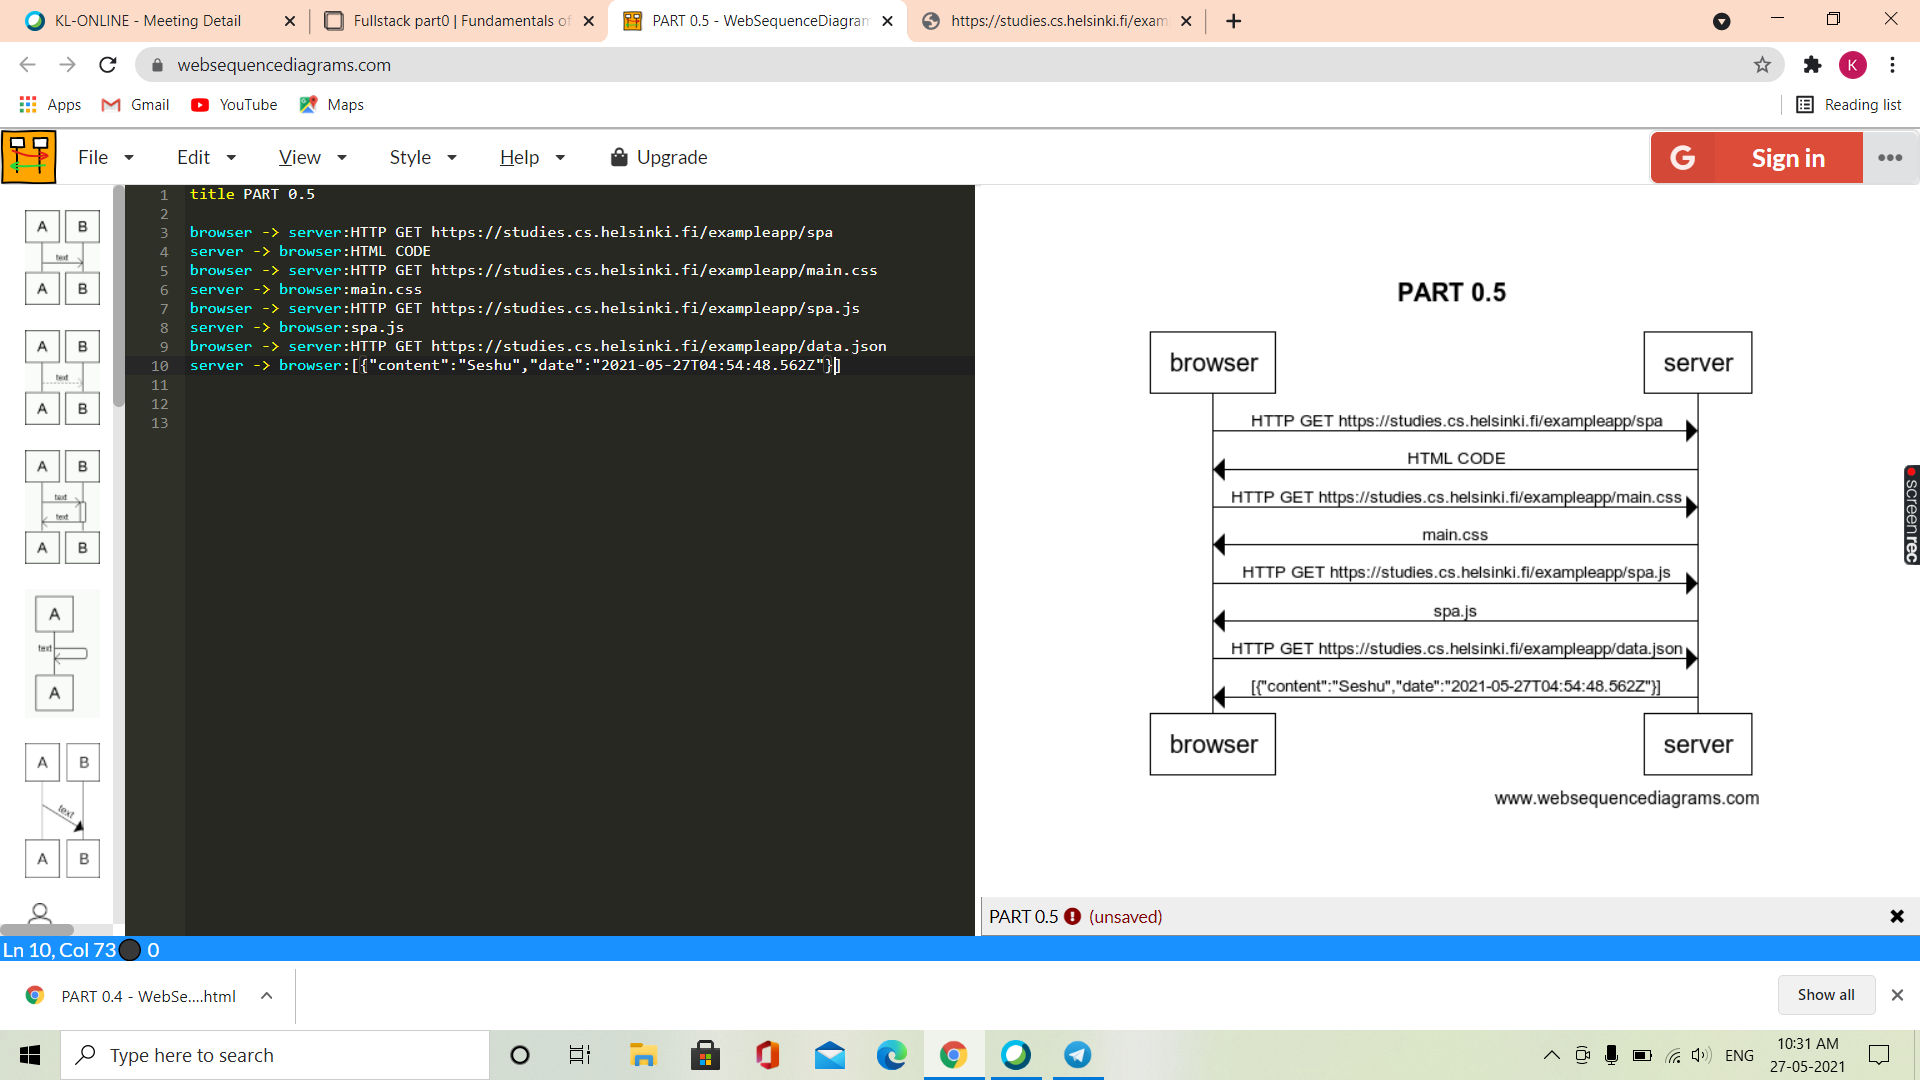 KL-ONLINE - Meeting Detail
Fullstack part0 | Fundamentals of
PART 0.5 - WebSequenceDiagram
https://studies.cs.helsinki.fi/exam
websequencediagrams.com
K
Apps
Gmail
YouTube
Maps
Reading list
File
Edit
View
Style
Help
Upgrade
G
Sign in
1 title PART 0.5
2
3 browser -> server:HTTP GET https://studies.cs.helsinki.fi/exampleapp/spa
4 server -> browser:HTML CODE
5 browser -> server:HTTP GET https://studies.cs.helsinki.fi/exampleapp/main.css
6 server -> browser:main.css
7 browser -> server:HTTP GET https://studies.cs.helsinki.fi/exampleapp/spa.js
8 server -> browser:spa.js
9 browser -> server:HTTP GET https://studies.cs.helsinki.fi/exampleapp/data.json
10 server -> browser:[{"content":"Seshu","date":"2021-05-27T04:54:48.562Z"}]
11
12
13
A B
text
A B
A B
text
A B
A B
text
text
A B
A
text
A
A B
text
A B
PART 0.5
browser server
HTTP GET https://studies.cs.helsinki.fi/exampleapp/spa
HTML CODE
HTTP GET https://studies.cs.helsinki.fi/exampleapp/main.css
main.css
HTTP GET https://studies.cs.helsinki.fi/exampleapp/spa.js
spa.js
HTTP GET https://studies.cs.helsinki.fi/exampleapp/data.json
[{"content":"Seshu","date":"2021-05-27T04:54:48.562Z"}]
browser server
www.websequencediagrams.com
screenrec
PART 0.5 (unsaved)
Ln 10, Col 73 0
PART 0.4 - WebSe....html
Show all
Type here to search
ENG
10:31 AM
27-05-2021